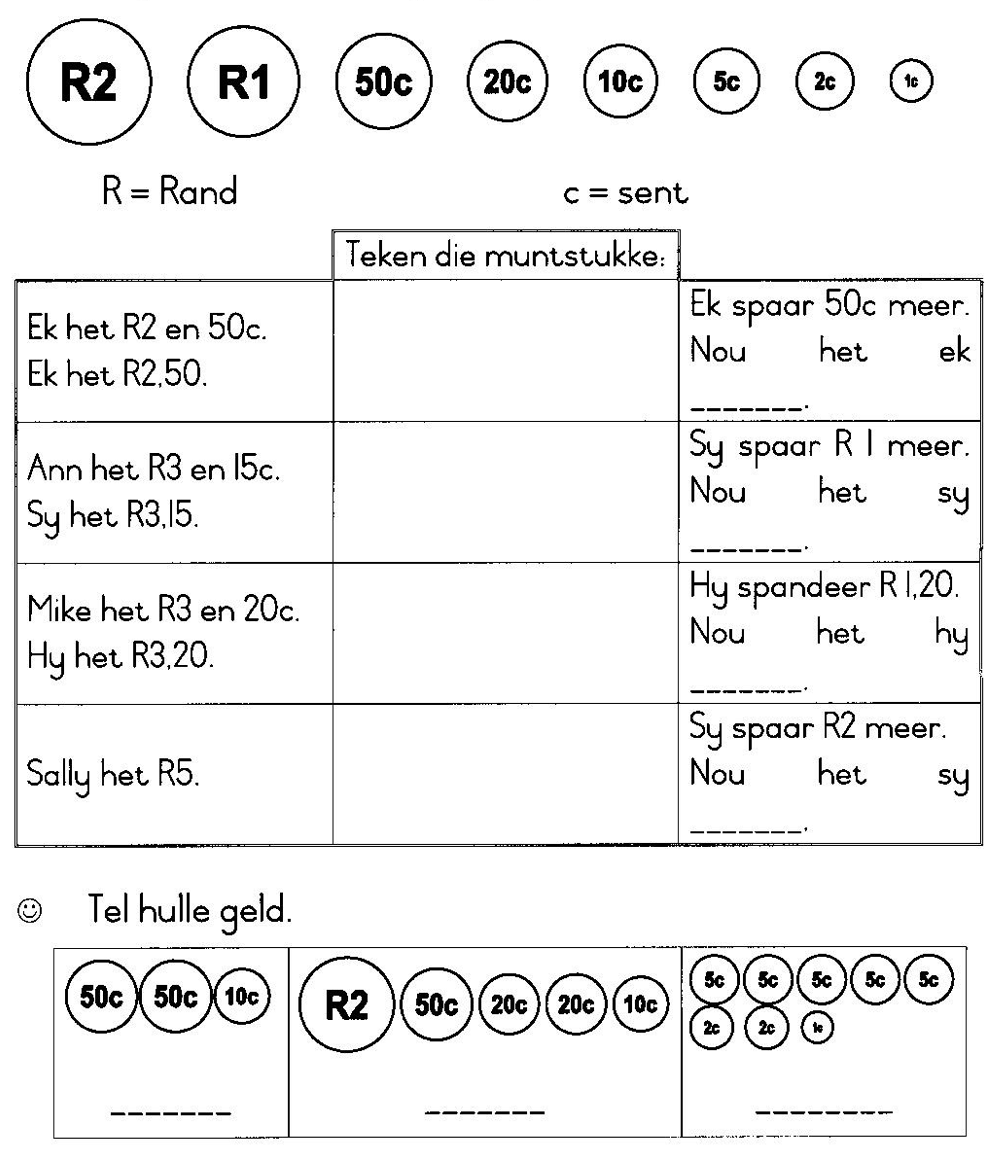 R2 R1 50c 20c 10c 5c 2c 1c
R = Rand c = sent
Teken die muntstukke:
Ek het R2 en 50c.
Ek het R2,50.
Ek spaar 50c meer.
Nou het ek
_______.
Ann het R3 en 15c.
Sy het R3,15.
Sy spaar R 1 meer.
Nou het sy
_______.
Mike het R3 en 20c.
Hy het R3,20.
Hy spandeer R 1,20.
Nou het hy
_______.
Sally het R5.
Sy spaar R2 meer.
Nou het sy
_______.
☺ Tel hulle geld.
50c 50c 10c
_______
R2 50c 20c 20c 10c
_______
5c 5c 5c 5c 5c
2c 2c 1c
________